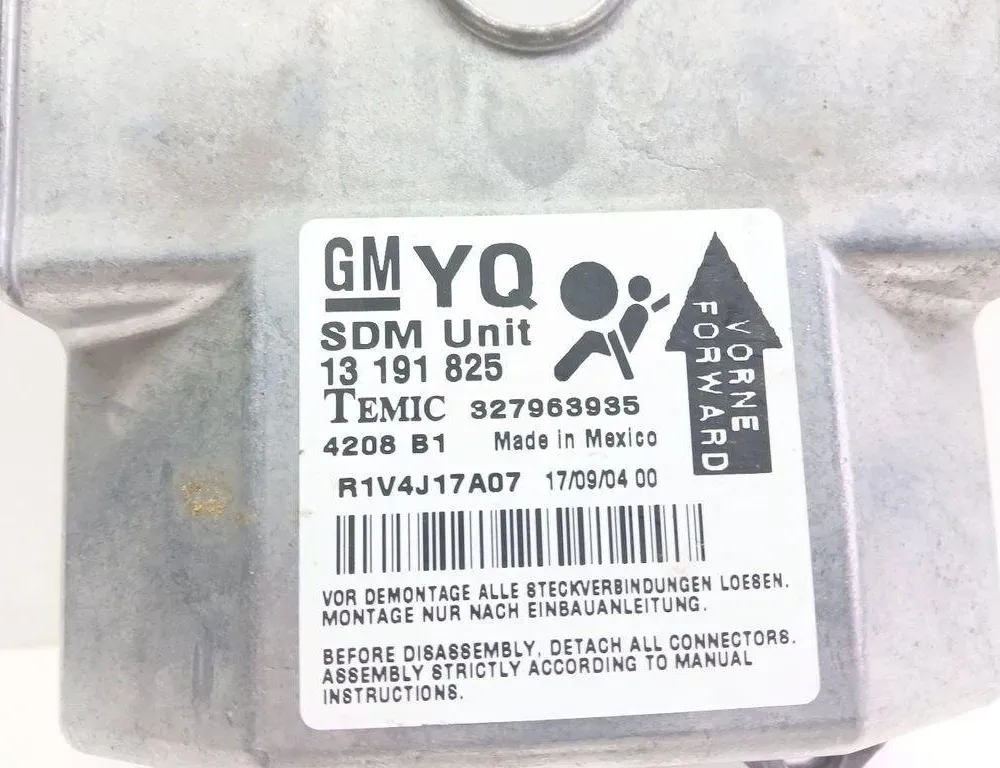 GM YQ
SDM Unit
13 191 825
TEMIC 327963935
4208 B1 Made in Mexico
R1V4J17A07 17/09/04 00
VORNE
FORWARD
VOR DEMONTAGE ALLE STECKVERBINDUNGEN LOESEN.
MONTAGE NUR NACH EINBAUANLEITUNG.
BEFORE DISASSEMBLY, DETACH ALL CONNECTORS.
ASSEMBLY STRICTLY ACCORDING TO MANUAL
INSTRUCTIONS.